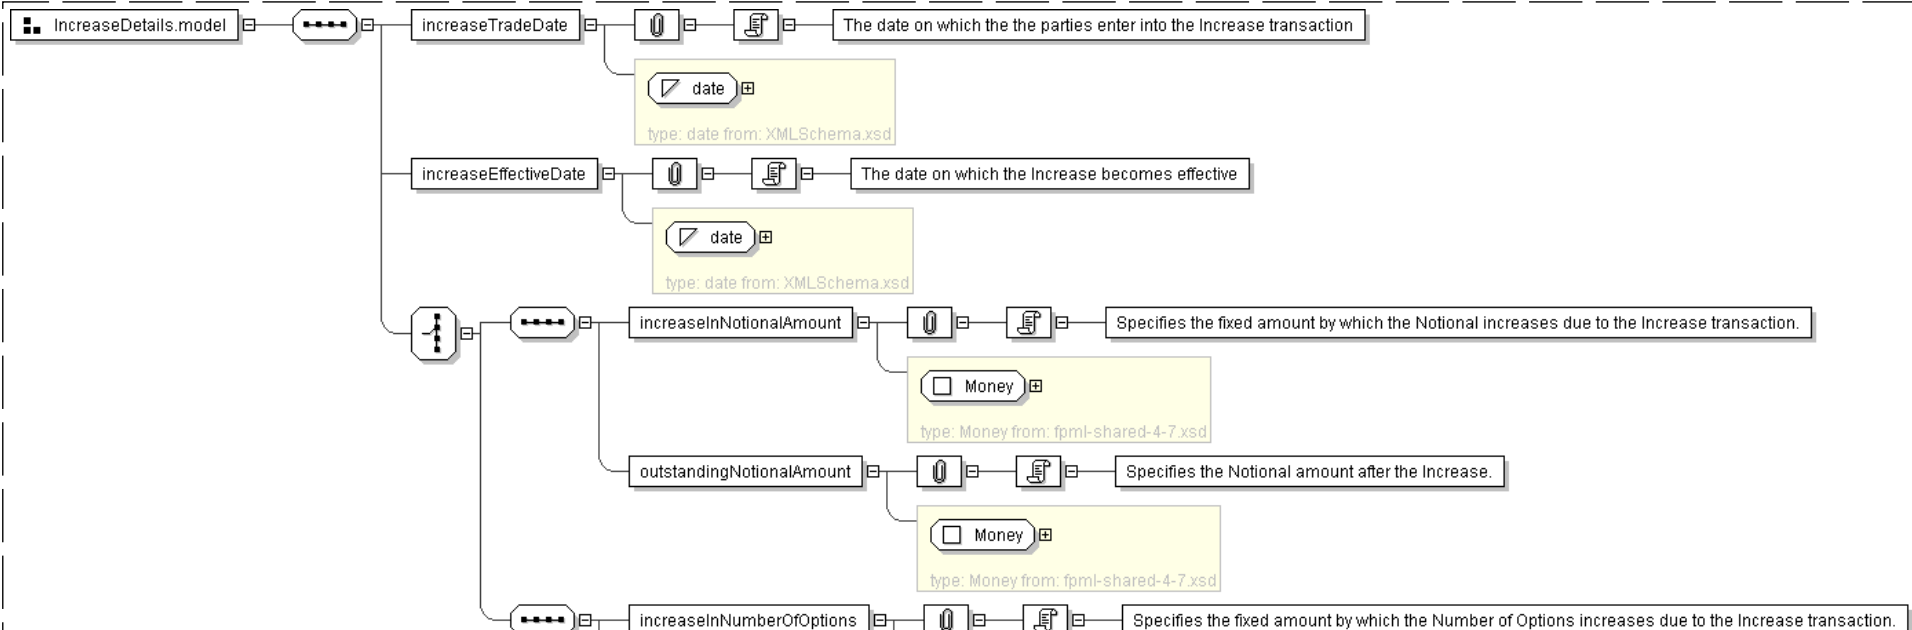 IncreaseDetails.model
increaseTradeDate
The date on which the the parties enter into the Increase transaction
date
type: date from: XMLSchema.xsd
increaseEffectiveDate
The date on which the Increase becomes effective
date
type: date from: XMLSchema.xsd
increaseInNotionalAmount
Specifies the fixed amount by which the Notional increases due to the Increase transaction.
Money
type: Money from: fpml-shared-4-7.xsd
outstandingNotionalAmount
Specifies the Notional amount after the Increase.
Money
type: Money from: fpml-shared-4-7.xsd
increaseInNumberOfOptions
Specifies the fixed amount by which the Number of Options increases due to the Increase transaction.